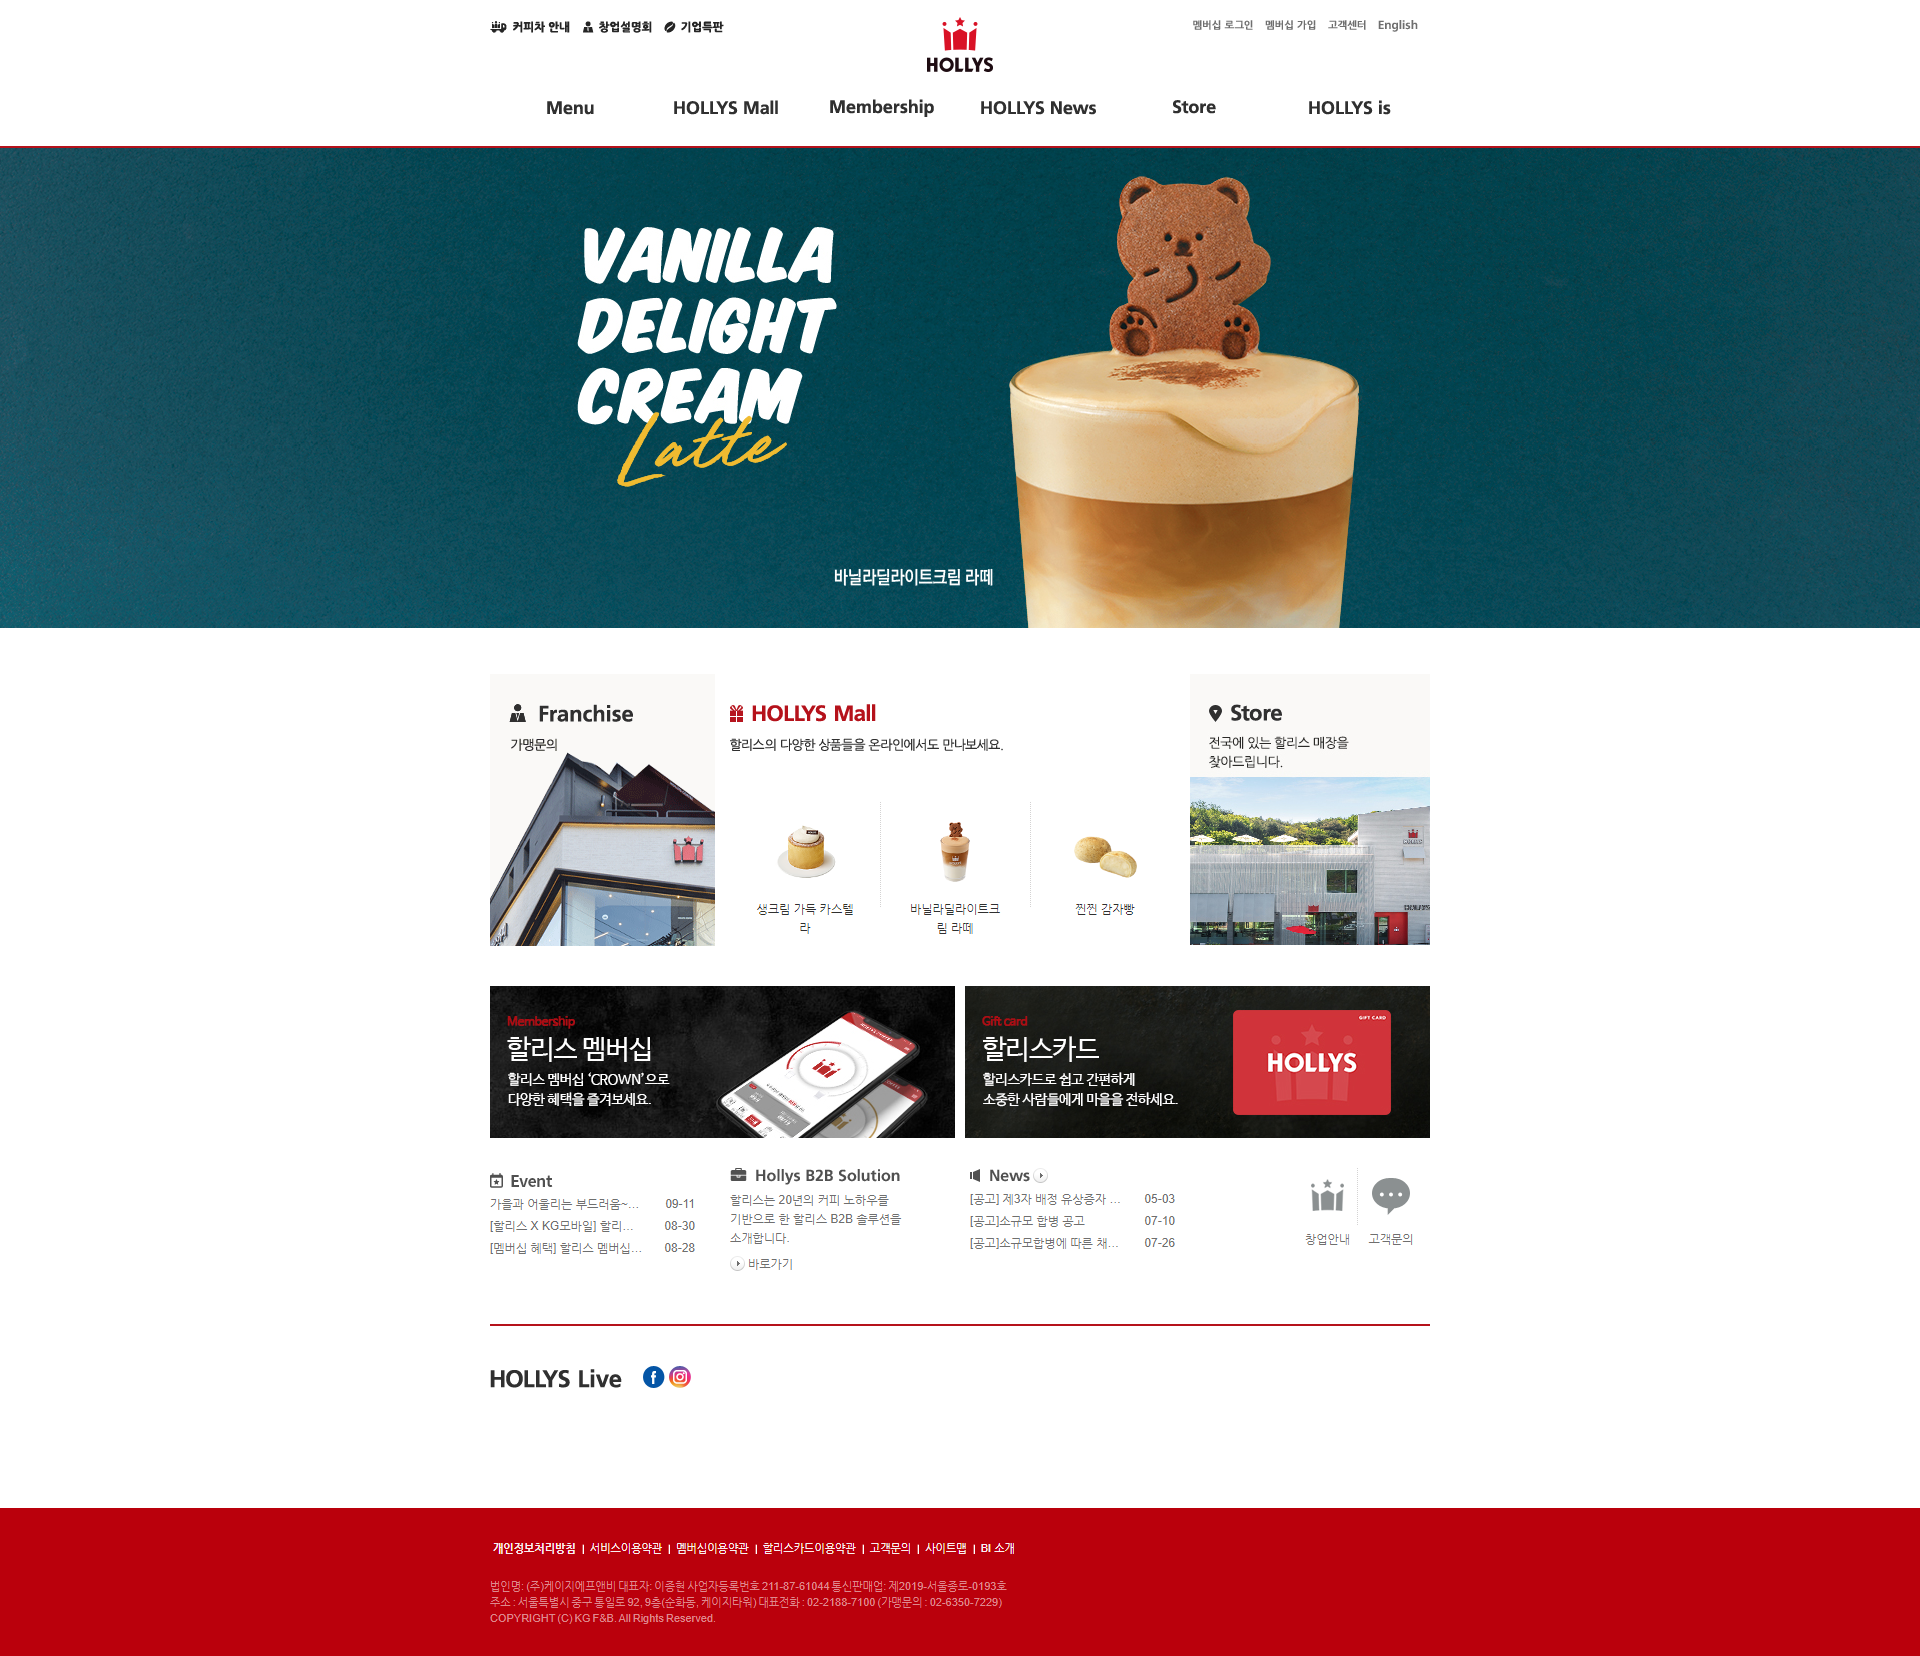 커피차 안내 창업설명회 기업특판
HOLLYS
멤버십 로그인 멤버십 가입 고객센터 English
Menu HOLLYS Mall Membership HOLLYS News Store HOLLYS is
VANILLA
DELIGHT
CREAM
Latte
바닐라딜라이트크림 라떼
Franchise
가맹문의
HOLLYS Mall
할리스의 다양한 상품들을 온라인에서도 만나보세요.
생크림 가득 카스텔
라
바닐라딜라이트크
림 라떼
찐찐 감자빵
Store
전국에 있는 할리스 매장을
찾아드립니다.
Membership
할리스 멤버십
할리스 멤버십 ‘CROWN’으로
다양한 혜택을 즐겨보세요.
Gift card
할리스카드
할리스카드로 쉽고 간편하게
소중한 사람들에게 마음을 전하세요.
GIFT CARD
HOLLYS
Event
가을과 어울리는 부드러움~... 09-11
[할리스 X KG모바일] 할리... 08-30
[멤버십 혜택] 할리스 멤버십... 08-28
Hollys B2B Solution
할리스는 20년의 커피 노하우를
기반으로 한 할리스 B2B 솔루션을
소개합니다.
바로가기
News
[공고] 제3자 배정 유상증자 ... 05-03
[공고]소규모 합병 공고 07-10
[공고]소규모합병에 따른 채... 07-26
창업안내 고객문의
HOLLYS Live
개인정보처리방침 | 서비스이용약관 | 멤버십이용약관 | 할리스카드이용약관 | 고객문의 | 사이트맵 | BI 소개
법인명: (주)케이지에프앤비 대표자: 이종현 사업자등록번호 211-87-61044 통신판매업: 제2019-서울종로-0193호
주소 : 서울특별시 중구 통일로 92, 9층(순화동, 케이지타워) 대표전화 : 02-2188-7100 (가맹문의 : 02-6350-7229)
COPYRIGHT (C) KG F&B. All Rights Reserved.